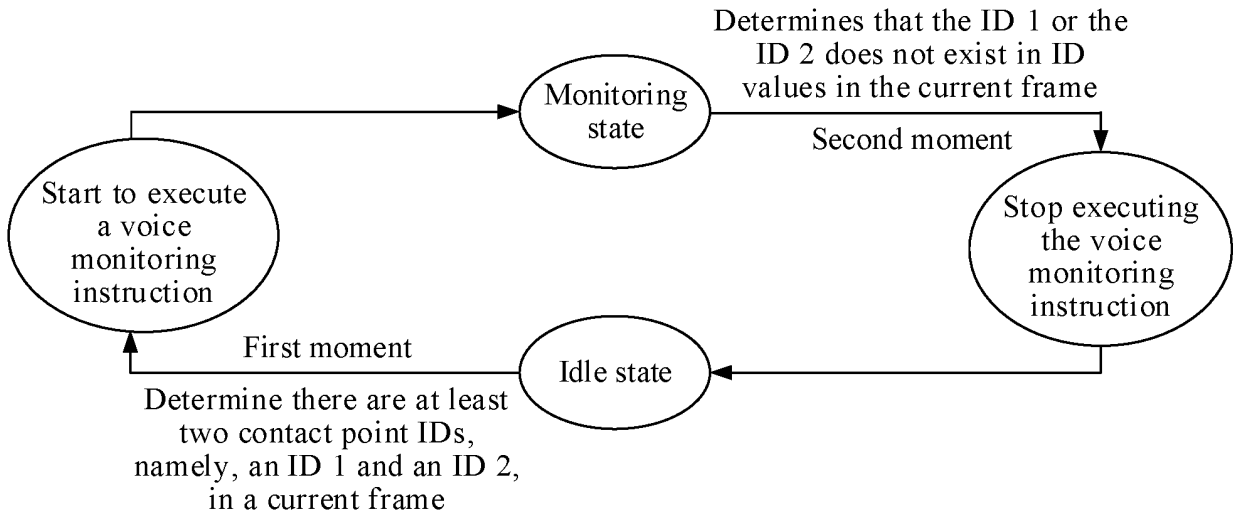 Determines that the ID 1 or the
ID 2 does not exist in ID
values in the current frame
Monitoring
state
Second moment
Start to execute
a voice
monitoring
instruction
Stop executing
the voice
monitoring
instruction
First moment
Idle state
Determine there are at least
two contact point IDs,
namely, an ID 1 and an ID 2,
in a current frame